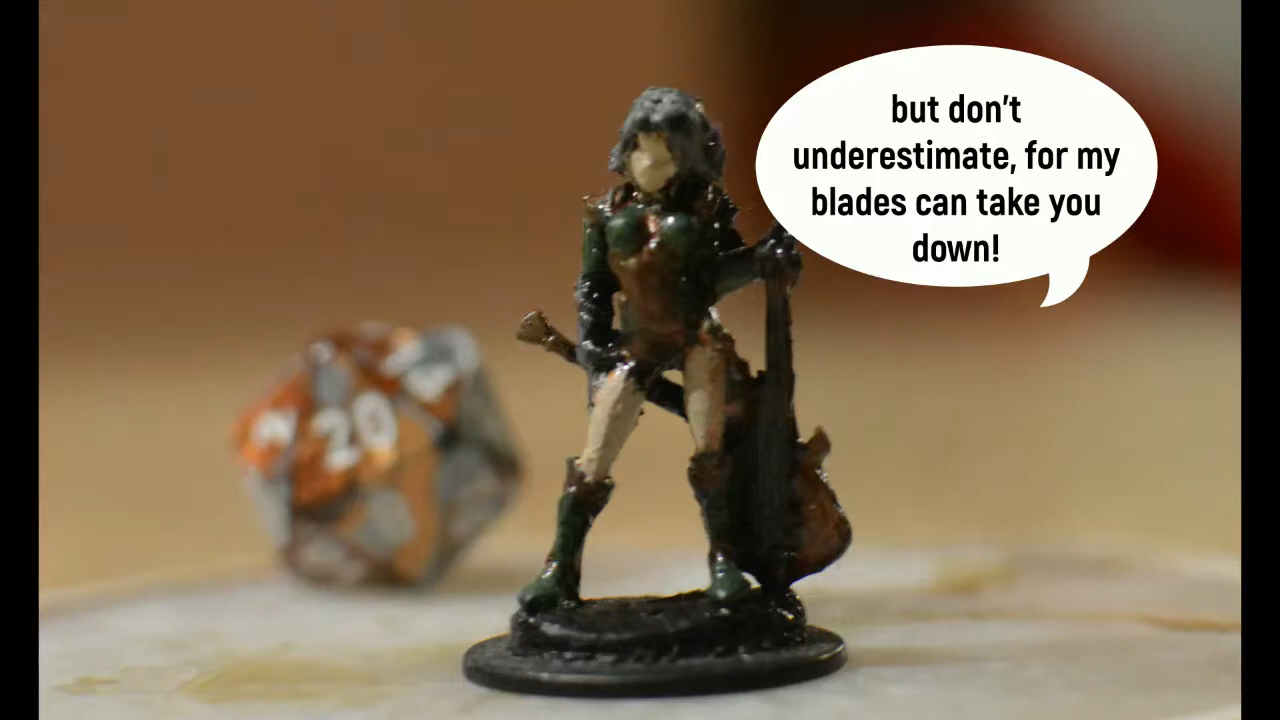 but don't
underestimate, for my
blades can take you
down!
20